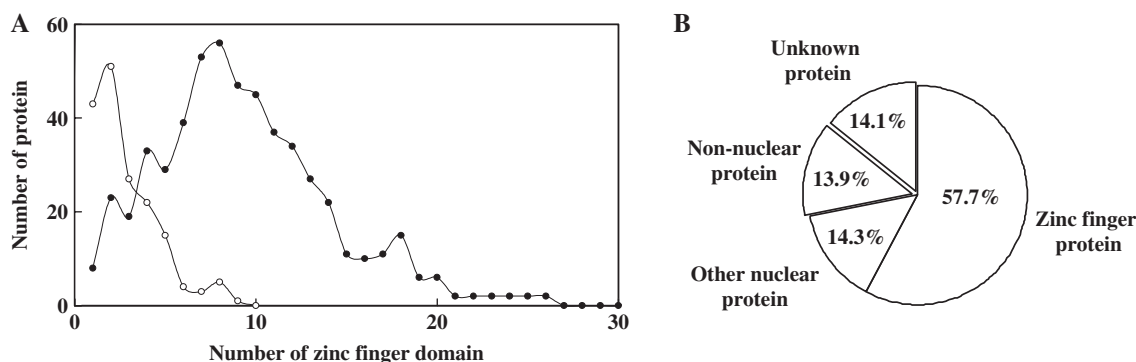 A
60
40
20
0
Number of protein
0
10
20
30
Number of zinc finger domain
B
Unknown
protein
14.1%
Non-nuclear
protein
13.9%
57.7%
Zinc finger
protein
14.3%
Other nuclear
protein